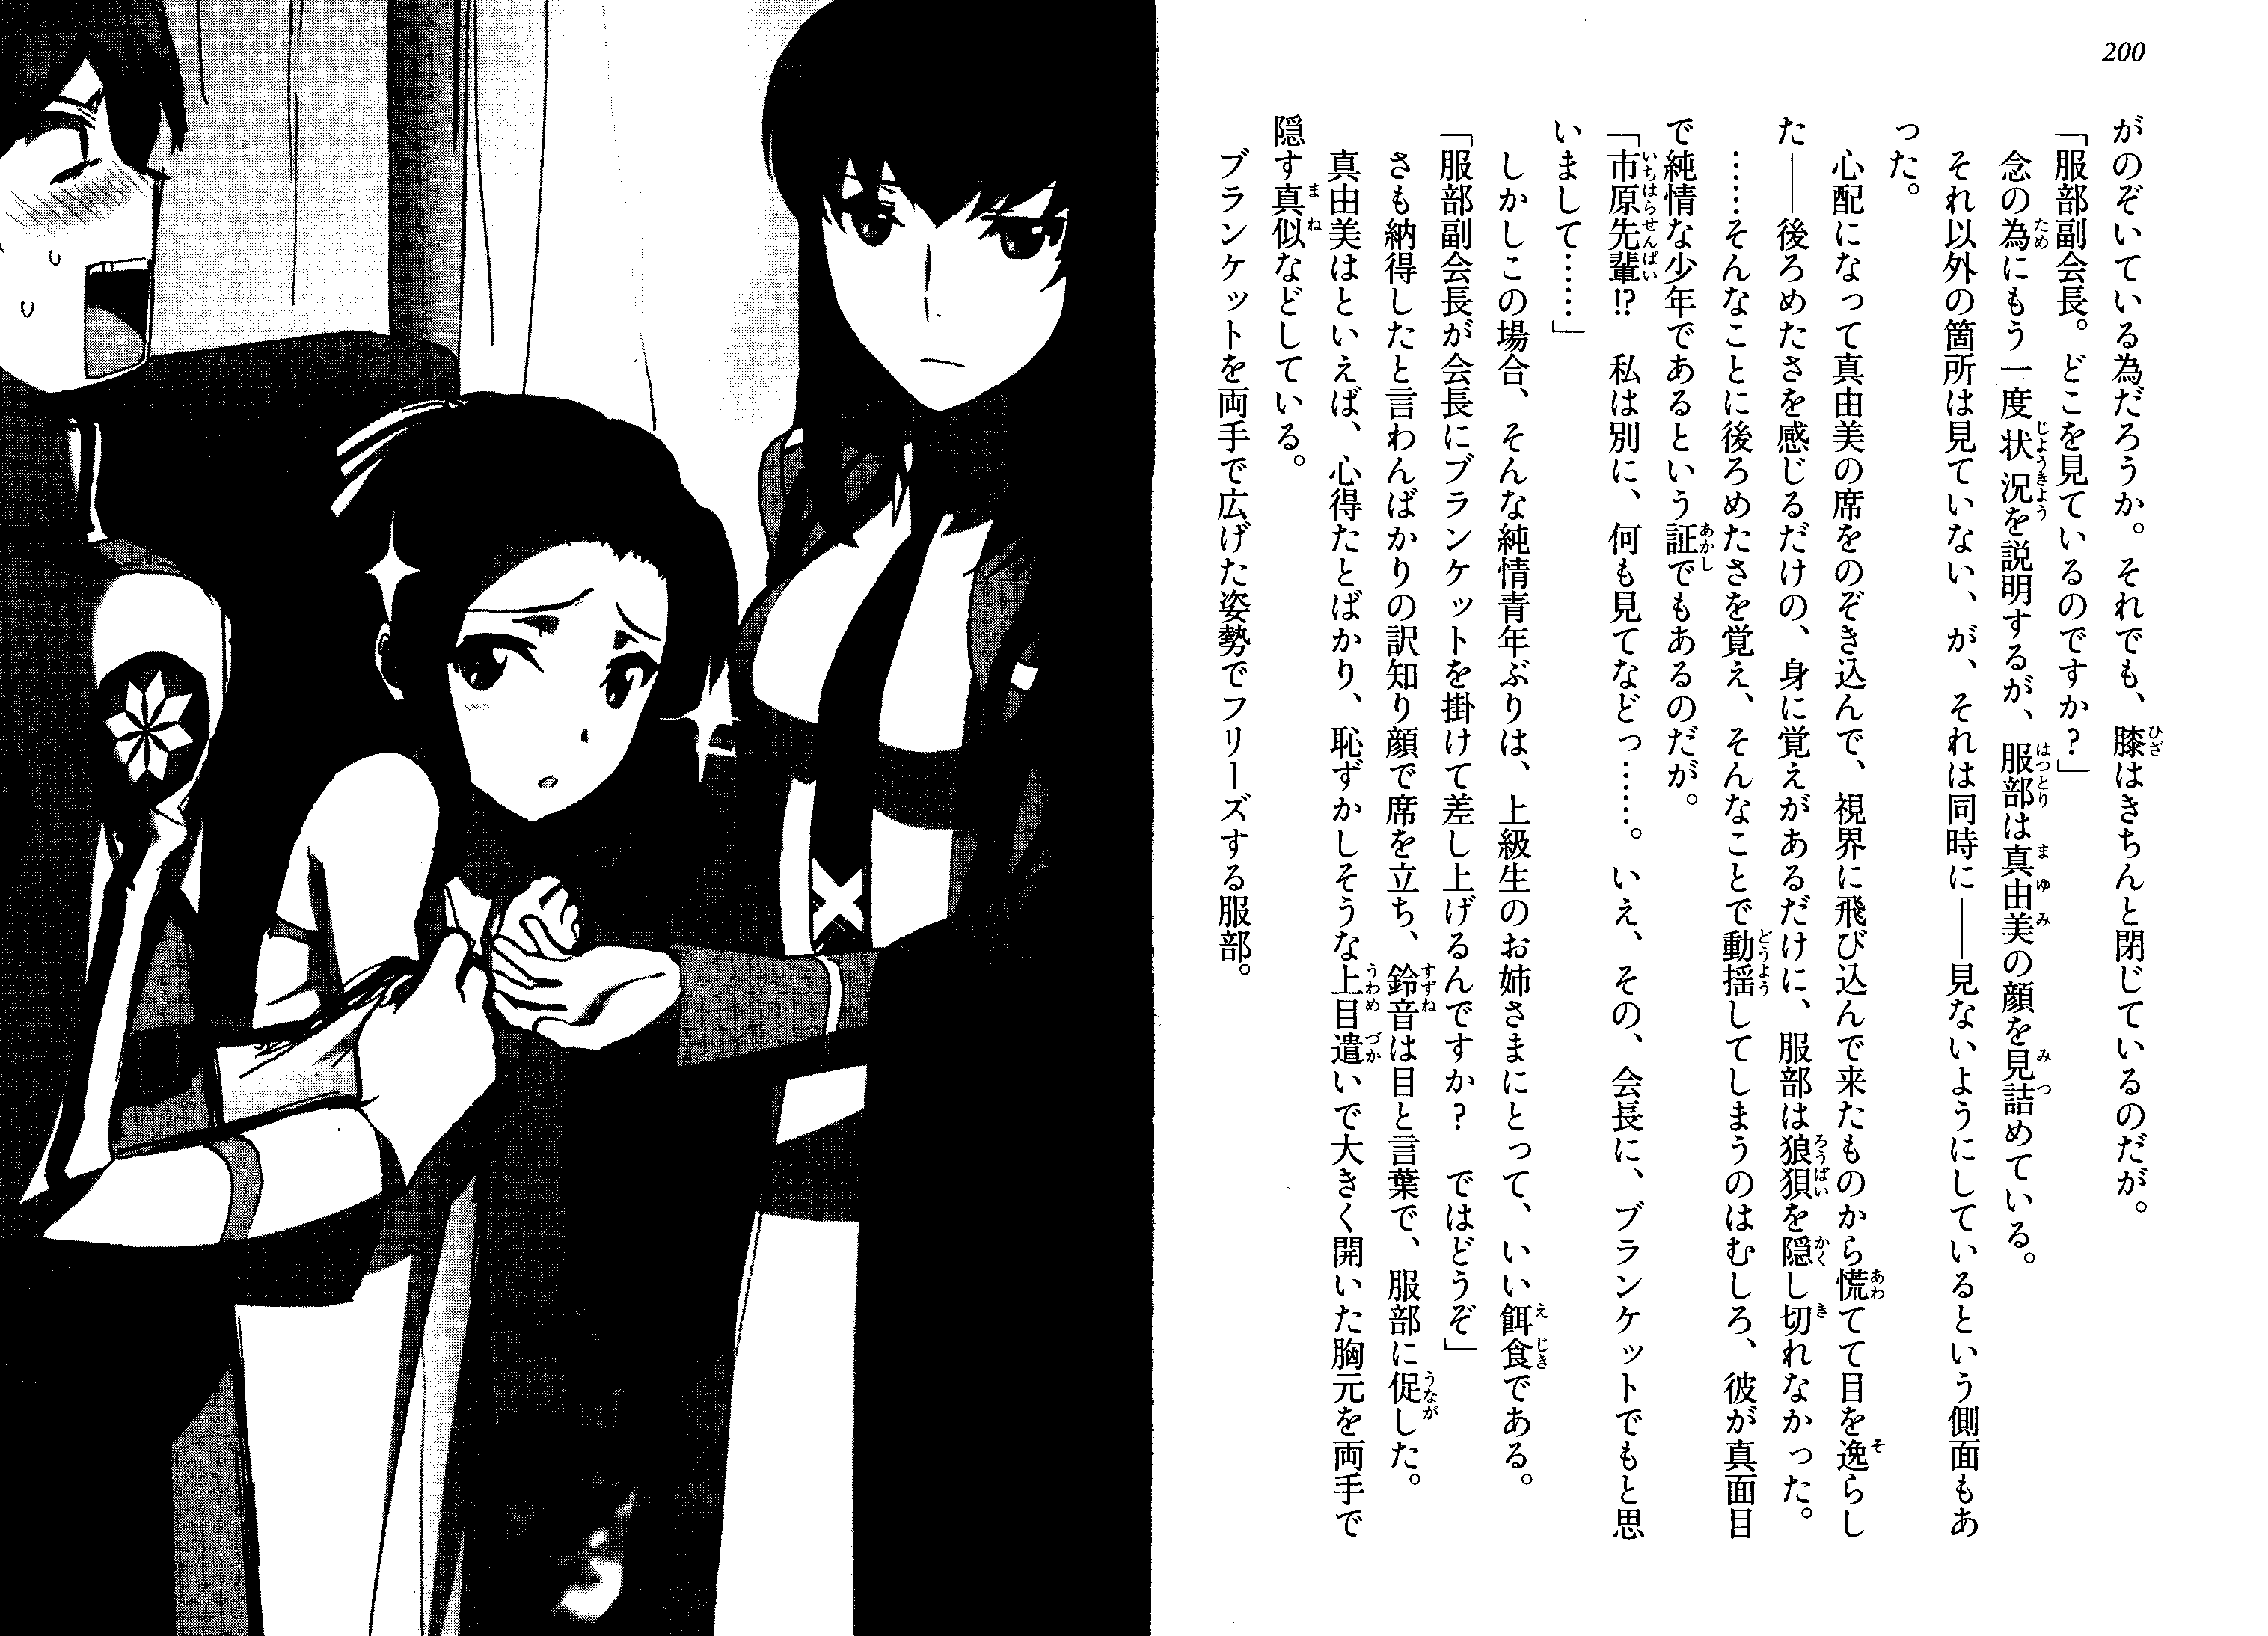 200
がのぞいている為だろうか。それでも、膝はきちんと閉じているのだが。
「服部副会長。どこを見ているのですか?」
念の為にもう一度状況を説明するが、服部は真由美の顔を見詰めている。
それ以外の箇所は見ていない、が、それは同時に――見ないようにしているという側面もあ
った。
心配になって真由美の席をのぞき込んで、視界に飛び込んで来たものから慌てて目を逸らし
た――後ろめたさを感じるだけの、身に覚えがあるだけに、服部は狼狽を隠し切れなかった。
……そんなことに後ろめたさを覚え、そんなことで動揺してしまうのはむしろ、彼が真面目
で純情な少年であるという証でもあるのだが。
「市原先輩!? 私は別に、何も見てなどっ……。いえ、その、会長に、ブランケットでもと思
いまして……」
しかしこの場合、そんな純情青年ぶりは、上級生のお姉さまにとって、いい餌食である。
「服部副会長が会長にブランケットを掛けて差し上げるんですか? ではどうぞ」
さも納得したと言わんばかりの訳知り顔で席を立ち、鈴音は目と言葉で、服部に促した。
真由美はといえば、心得たとばかり、恥ずかしそうな上目遣いで大きく開いた胸元を両手で
隠す真似などしている。
ブランケットを両手で広げた姿勢でフリーズする服部。